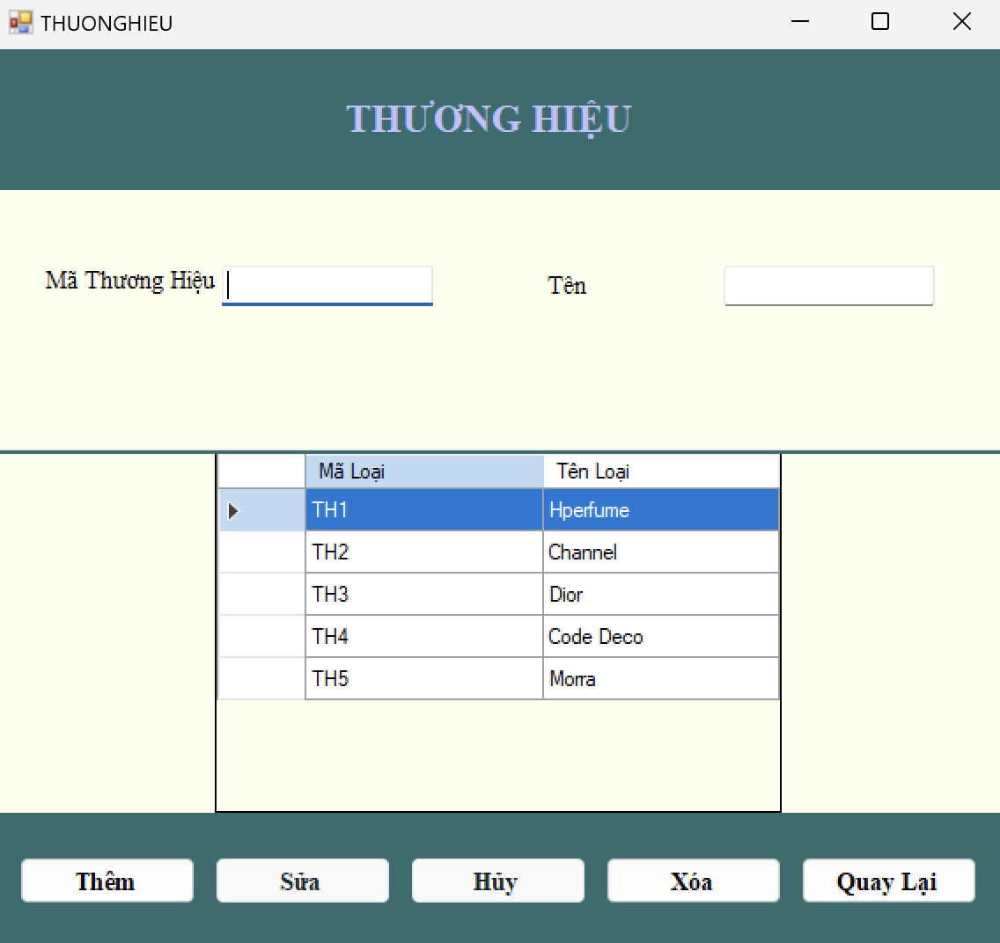 THUONGHIEU
THƯƠNG HIỆU
Mã Thương Hiệu Tên
Mã Loại Tên Loại
TH1 Hperfume
TH2 Channel
TH3 Dior
TH4 Code Deco
TH5 Morra
Thêm Sửa Hủy Xóa Quay Lại